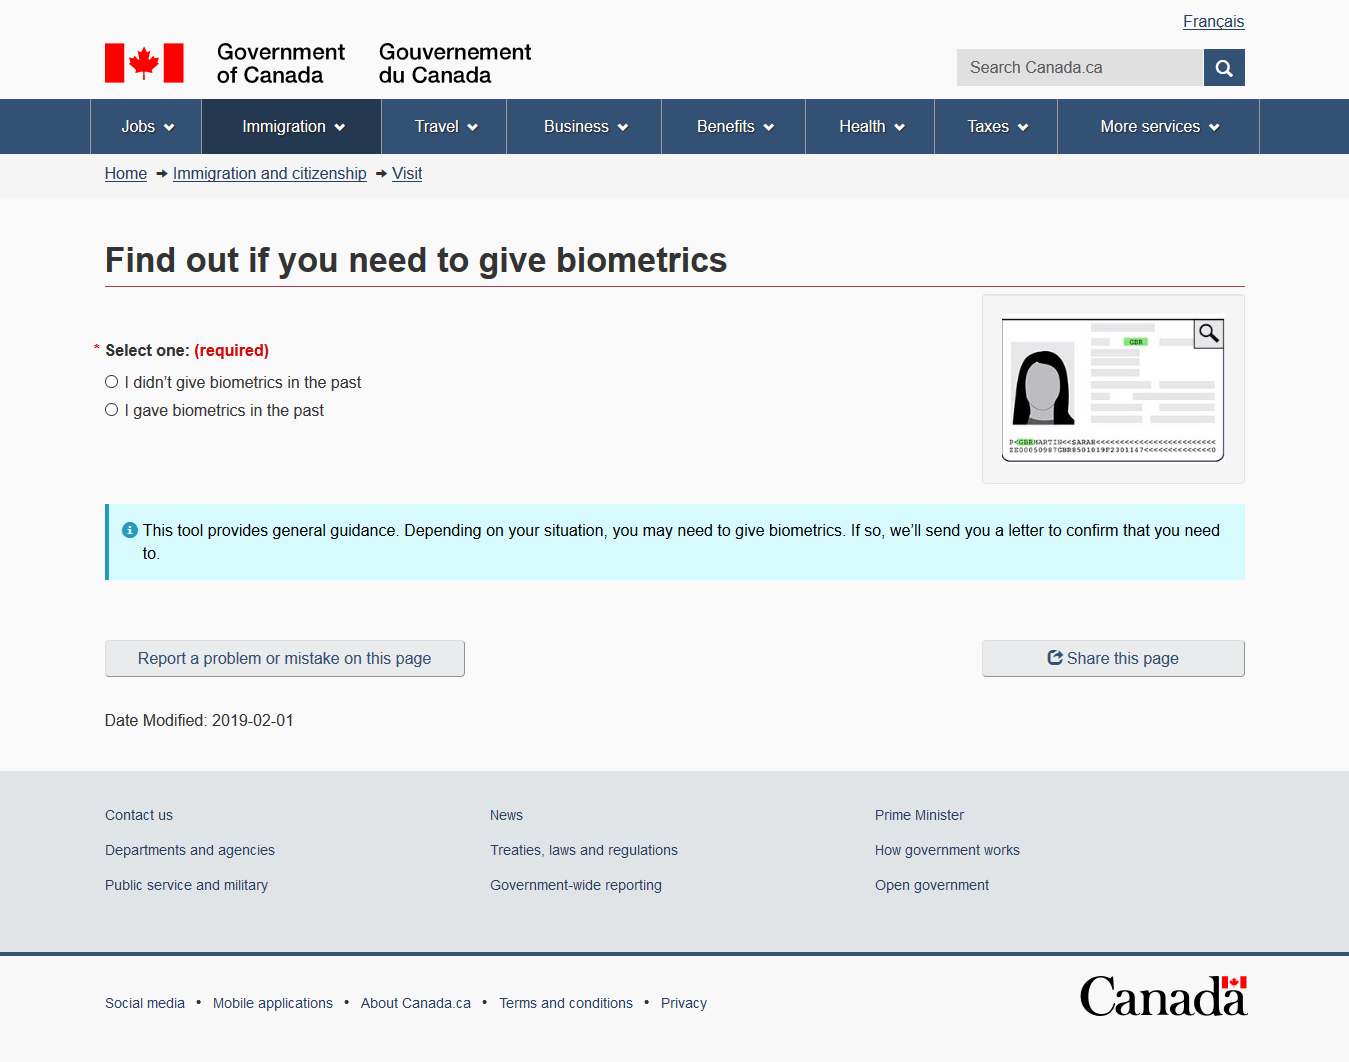 Français
Government of Canada
Gouvernement du Canada
Search Canada.ca
Jobs Immigration Travel Business Benefits Health Taxes More services
Home Immigration and citizenship Visit
Find out if you need to give biometrics
* Select one: (required)
I didn’t give biometrics in the past
I gave biometrics in the past
GBR
P<GBRMARTIN<<SARAH<<<<<<<<<<<<<<<<<<<<<<<<<
ZE00050987GBR8501019F2301147<<<<<<<<<<<<<<0
This tool provides general guidance. Depending on your situation, you may need to give biometrics. If so, we’ll send you a letter to confirm that you need
to.
Report a problem or mistake on this page
Share this page
Date Modified: 2019-02-01
Contact us
News
Prime Minister
Departments and agencies
Treaties, laws and regulations
How government works
Public service and military
Government-wide reporting
Open government
Social media • Mobile applications • About Canada.ca • Terms and conditions • Privacy
Canada